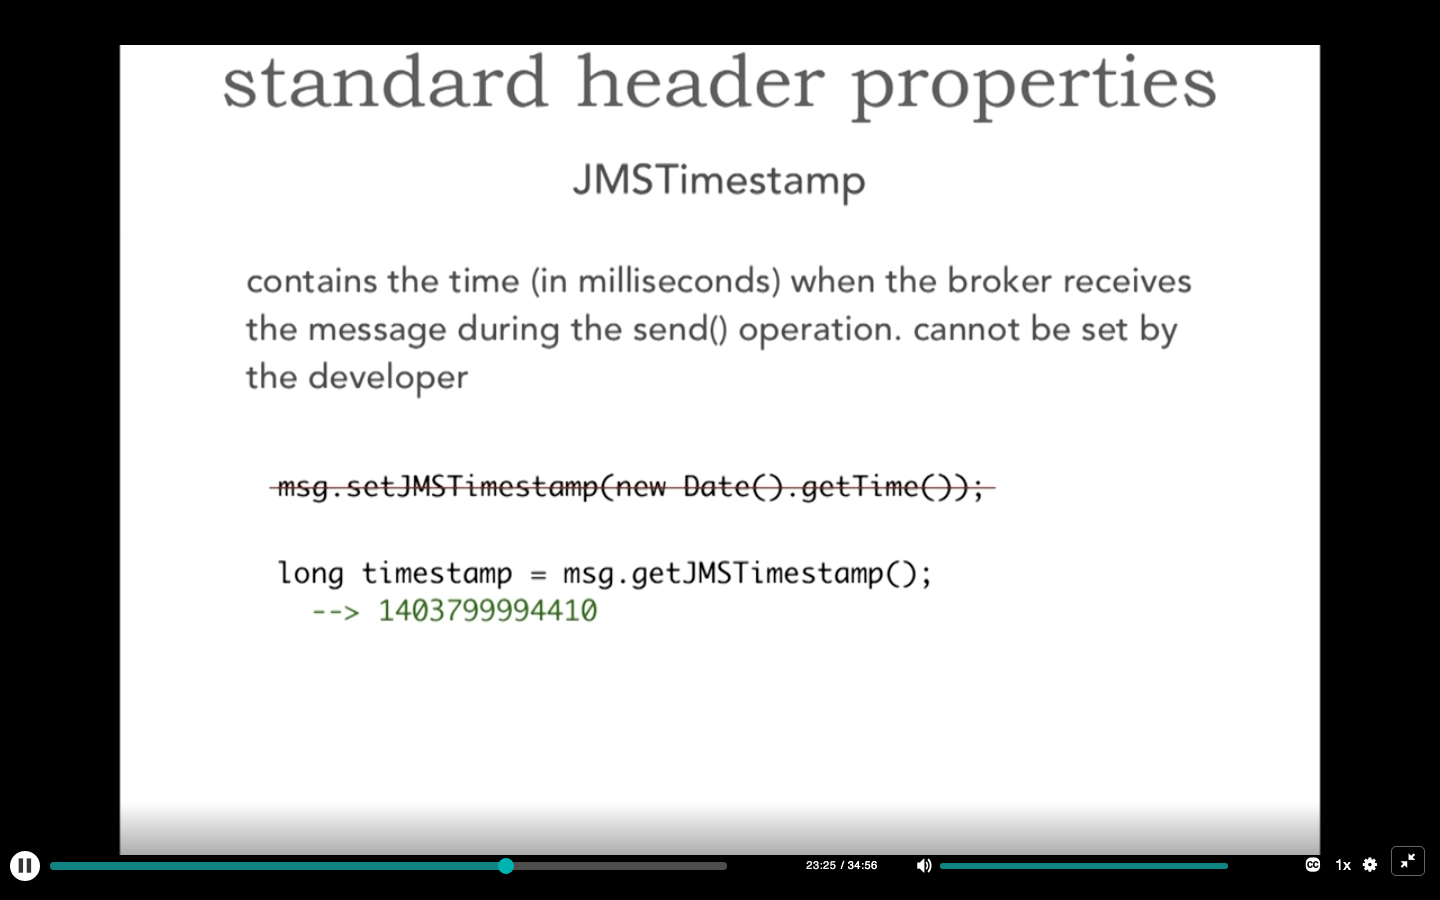 standard header properties
JMSTimestamp
contains the time (in milliseconds) when the broker receives
the message during the send() operation. cannot be set by
the developer
msg.setJMSTimestamp(new Date().getTime());
long timestamp = msg.getJMSTimestamp();
--> 1403799994410
23:25 / 34:56
CC
1x